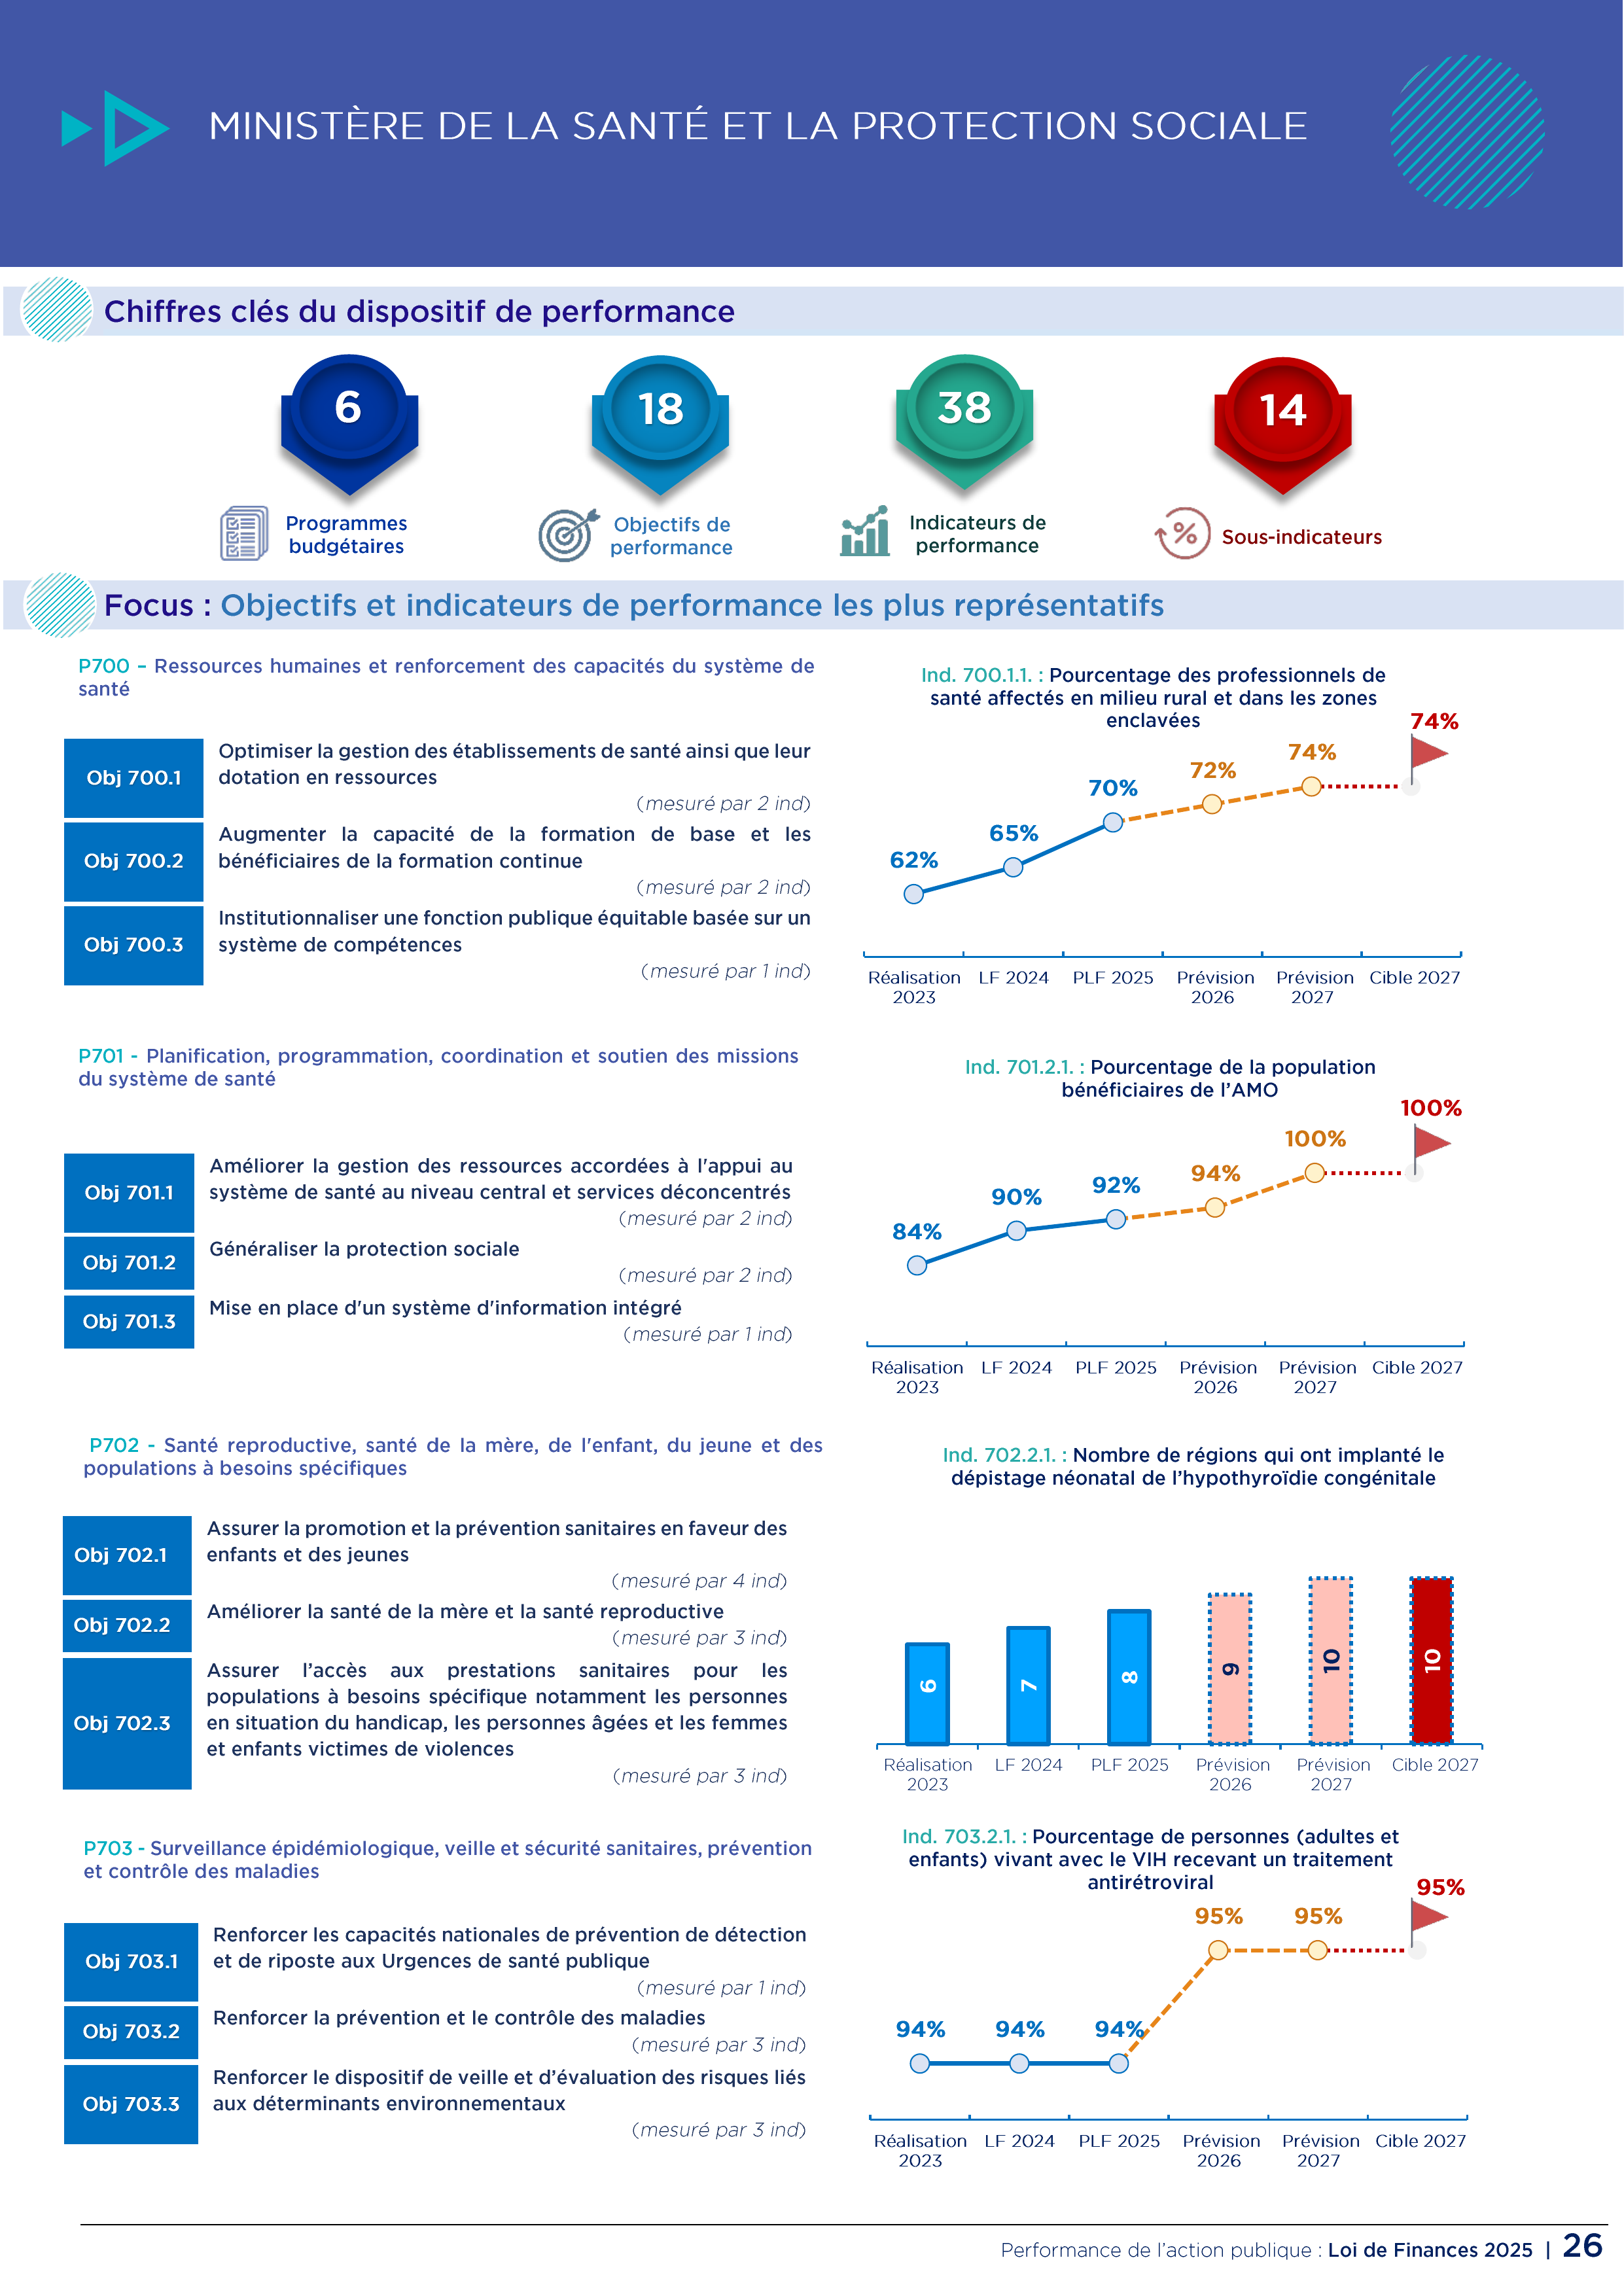 MINISTÈRE DE LA SANTÉ ET LA PROTECTION SOCIALE
Chiffres clés du dispositif de performance
6
18
38
14
Programmes
budgétaires
Objectifs de
performance
Indicateurs de
performance
%
Sous-indicateurs
Focus : Objectifs et indicateurs de performance les plus représentatifs
P700 – Ressources humaines et renforcement des capacités du système de
santé
Obj 700.1
Optimiser la gestion des établissements de santé ainsi que leur
dotation en ressources
(mesuré par 2 ind)
Obj 700.2
Augmenter la capacité de la formation de base et les
bénéficiaires de la formation continue
(mesuré par 2 ind)
Obj 700.3
Institutionnaliser une fonction publique équitable basée sur un
système de compétences
(mesuré par 1 ind)
Ind. 700.1.1. : Pourcentage des professionnels de
santé affectés en milieu rural et dans les zones
enclavées
62%
65%
70%
72%
74%
74%
Réalisation
2023
LF 2024
PLF 2025
Prévision
2026
Prévision
2027
Cible 2027
P701 - Planification, programmation, coordination et soutien des missions
du système de santé
Obj 701.1
Améliorer la gestion des ressources accordées à l'appui au
système de santé au niveau central et services déconcentrés
(mesuré par 2 ind)
Obj 701.2
Généraliser la protection sociale
(mesuré par 2 ind)
Obj 701.3
Mise en place d'un système d'information intégré
(mesuré par 1 ind)
Ind. 701.2.1. : Pourcentage de la population
bénéficiaires de l’AMO
84%
90%
92%
94%
100%
100%
Réalisation
2023
LF 2024
PLF 2025
Prévision
2026
Prévision
2027
Cible 2027
P702 - Santé reproductive, santé de la mère, de l'enfant, du jeune et des
populations à besoins spécifiques
Obj 702.1
Assurer la promotion et la prévention sanitaires en faveur des
enfants et des jeunes
(mesuré par 4 ind)
Obj 702.2
Améliorer la santé de la mère et la santé reproductive
(mesuré par 3 ind)
Obj 702.3
Assurer l’accès aux prestations sanitaires pour les
populations à besoins spécifique notamment les personnes
en situation du handicap, les personnes âgées et les femmes
et enfants victimes de violences
(mesuré par 3 ind)
Ind. 702.2.1. : Nombre de régions qui ont implanté le
dépistage néonatal de l’hypothyroïdie congénitale
6
7
8
9
10
10
Réalisation
2023
LF 2024
PLF 2025
Prévision
2026
Prévision
2027
Cible 2027
P703 - Surveillance épidémiologique, veille et sécurité sanitaires, prévention
et contrôle des maladies
Obj 703.1
Renforcer les capacités nationales de prévention de détection
et de riposte aux Urgences de santé publique
(mesuré par 1 ind)
Obj 703.2
Renforcer la prévention et le contrôle des maladies
(mesuré par 3 ind)
Obj 703.3
Renforcer le dispositif de veille et d’évaluation des risques liés
aux déterminants environnementaux
(mesuré par 3 ind)
Ind. 703.2.1. : Pourcentage de personnes (adultes et
enfants) vivant avec le VIH recevant un traitement
antirétroviral
94%
94%
94%
95%
95%
95%
Réalisation
2023
LF 2024
PLF 2025
Prévision
2026
Prévision
2027
Cible 2027
Performance de l’action publique : Loi de Finances 2025 | 26